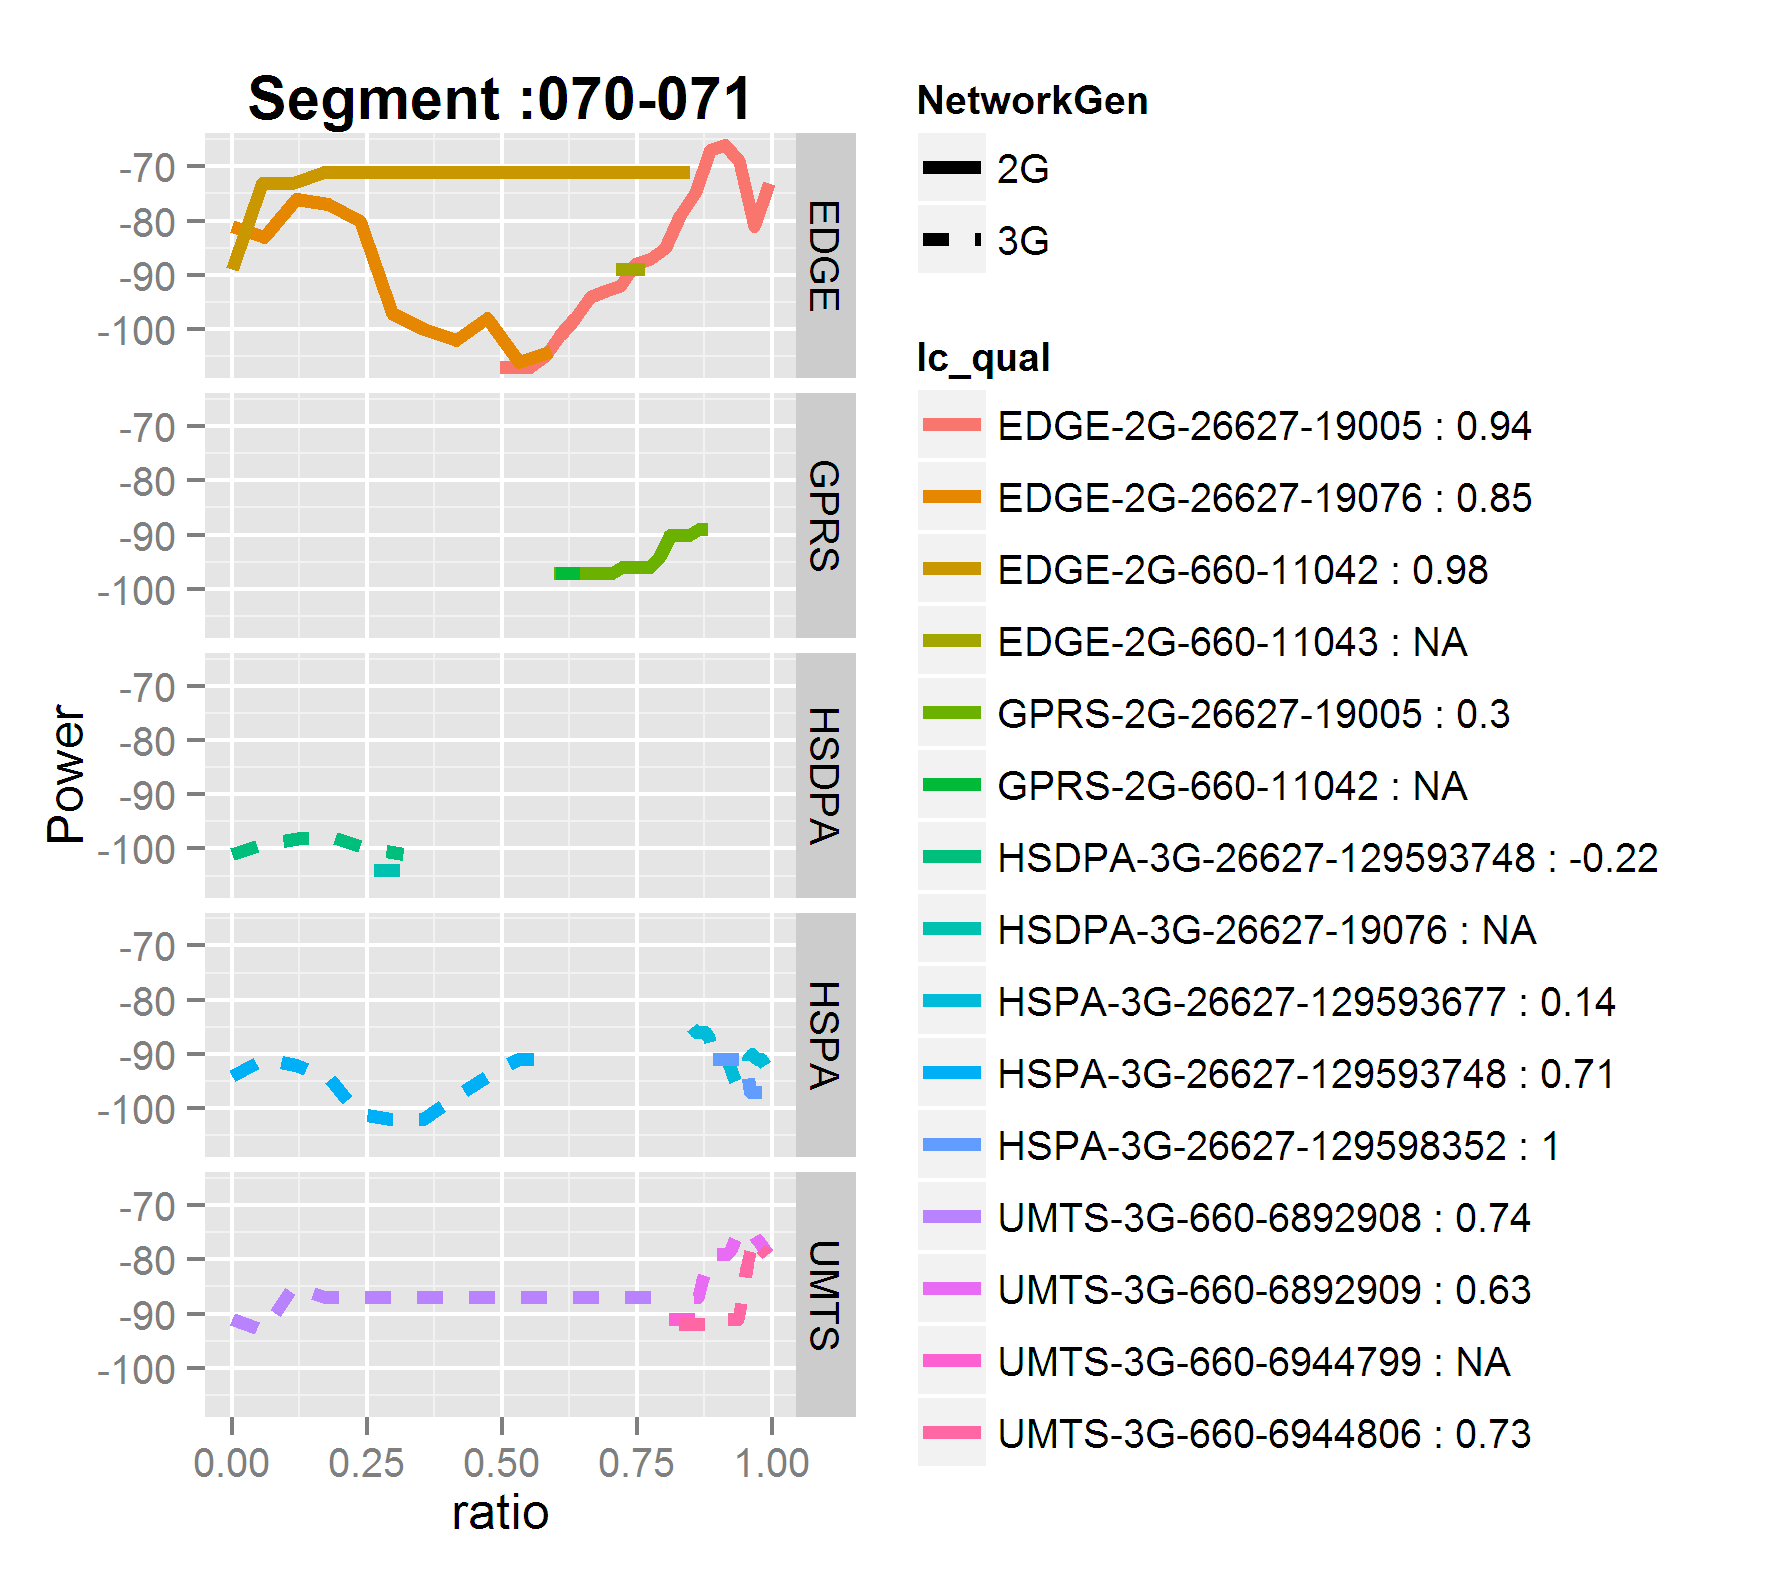 Segment :070-071
-70
-80
-90
-100
EDGE
-70
-80
-90
-100
GPRS
-70
-80
-90
-100
HSDPA
-70
-80
-90
-100
HSPA
-70
-80
-90
-100
UMTS
Power
0.00 0.25 0.50 0.75 1.00
ratio
NetworkGen
2G
3G
lc_qual
EDGE-2G-26627-19005 : 0.94
EDGE-2G-26627-19076 : 0.85
EDGE-2G-660-11042 : 0.98
EDGE-2G-660-11043 : NA
GPRS-2G-26627-19005 : 0.3
GPRS-2G-660-11042 : NA
HSDPA-3G-26627-129593748 : -0.22
HSDPA-3G-26627-19076 : NA
HSPA-3G-26627-129593677 : 0.14
HSPA-3G-26627-129593748 : 0.71
HSPA-3G-26627-129598352 : 1
UMTS-3G-660-6892908 : 0.74
UMTS-3G-660-6892909 : 0.63
UMTS-3G-660-6944799 : NA
UMTS-3G-660-6944806 : 0.73